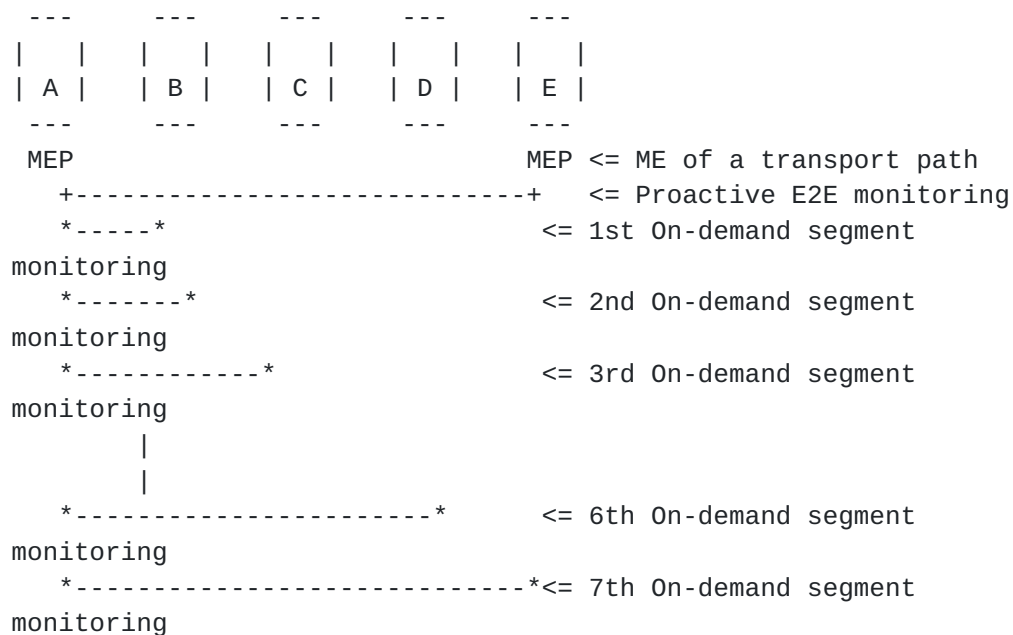 ---     ---     ---     ---     ---
|   |   |   |   |   |   |   |   |   |
| A |   | B |   | C |   | D |   | E |
 ---     ---     ---     ---     ---
 MEP                             MEP <= ME of a transport path
   +-----------------------------+   <= Proactive E2E monitoring
   *-----*                        <= 1st On-demand segment
monitoring
   *-------*                      <= 2nd On-demand segment
monitoring
   *------------*                 <= 3rd On-demand segment
monitoring
        |
        |
   *-----------------------*      <= 6th On-demand segment
monitoring
   *-----------------------------*<= 7th On-demand segment
monitoring